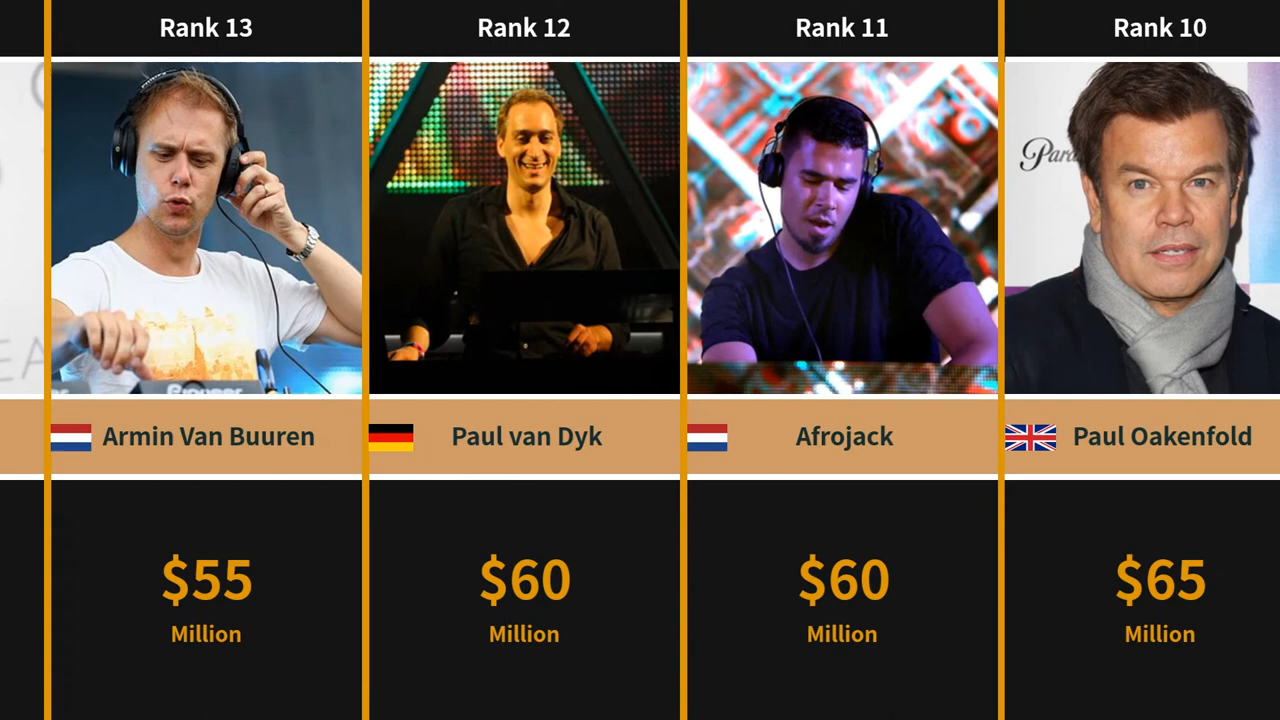 Rank 13
Rank 12
Rank 11
Rank 10
Armin Van Buuren
Paul van Dyk
Afrojack
Paul Oakenfold
$55
Million
$60
Million
$60
Million
$65
Million